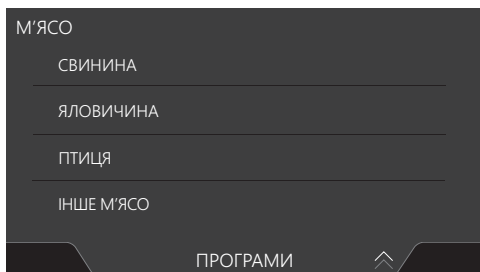 М’ЯСО
СВИНИНА
ЯЛОВИЧИНА
ПТИЦЯ
ІНШЕ М’ЯСО
ПРОГРАМИ